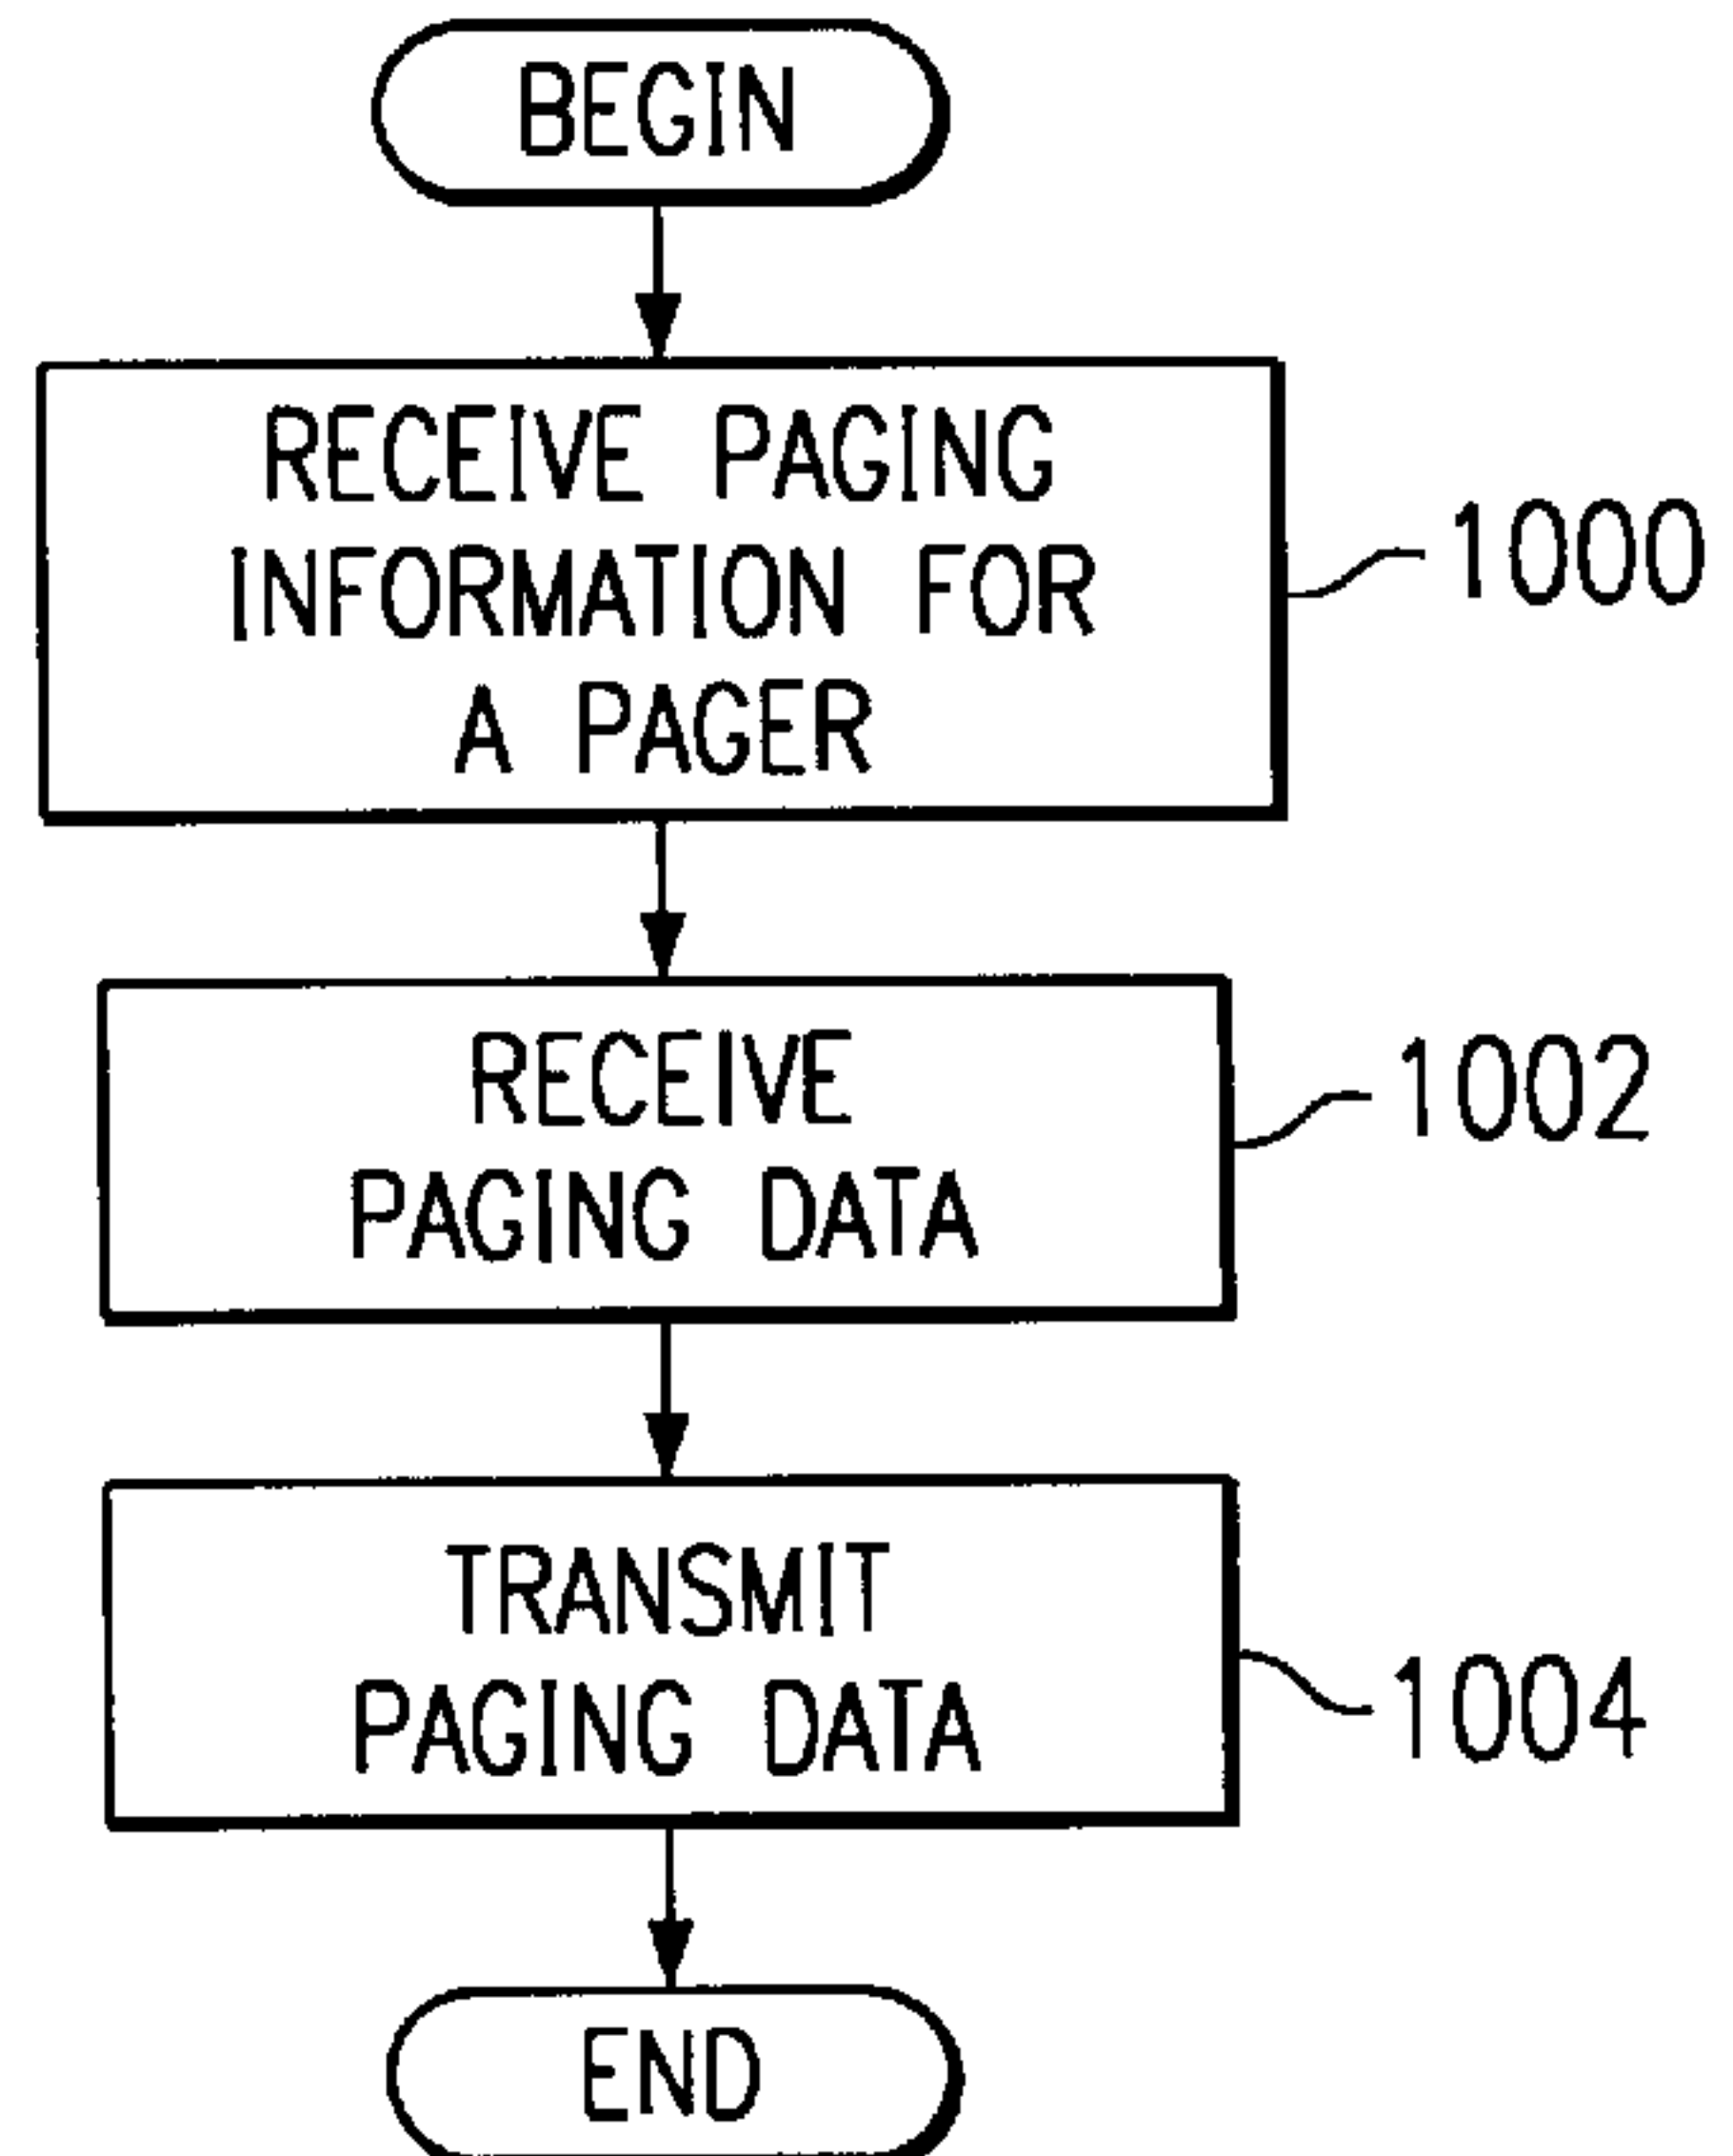 BEGIN
RECEIVE PAGING
INFORMATION FOR
A PAGER
1000
RECEIVE
PAGING DATA
1002
TRANSMIT
PAGING DATA
1004
END